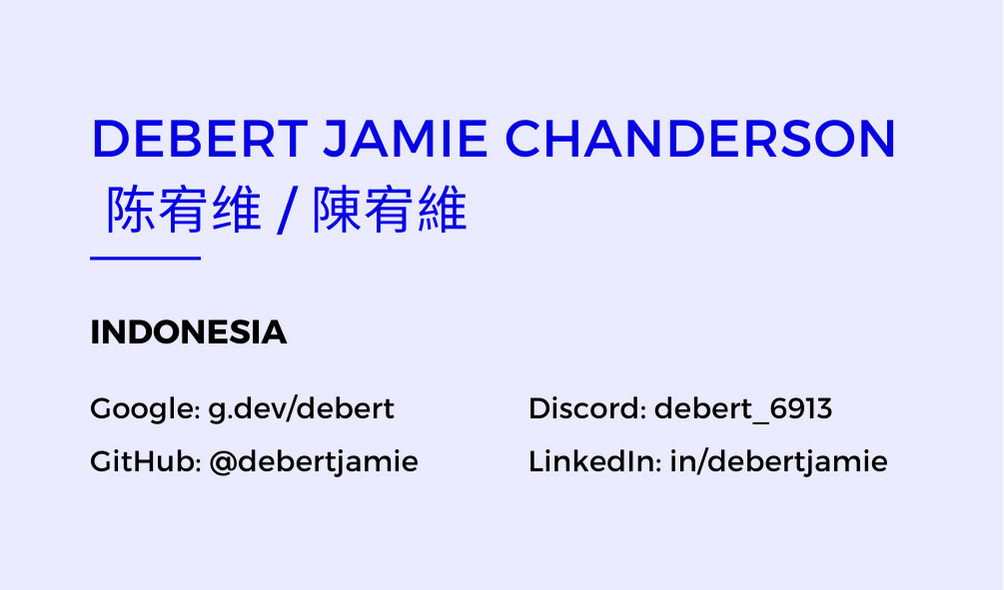 DEBERT JAMIE CHANDERSON
陈宥维 / 陳宥維
INDONESIA
Google: g.dev/debert
Discord: debert_6913
GitHub: @debertjamie
LinkedIn: in/debertjamie